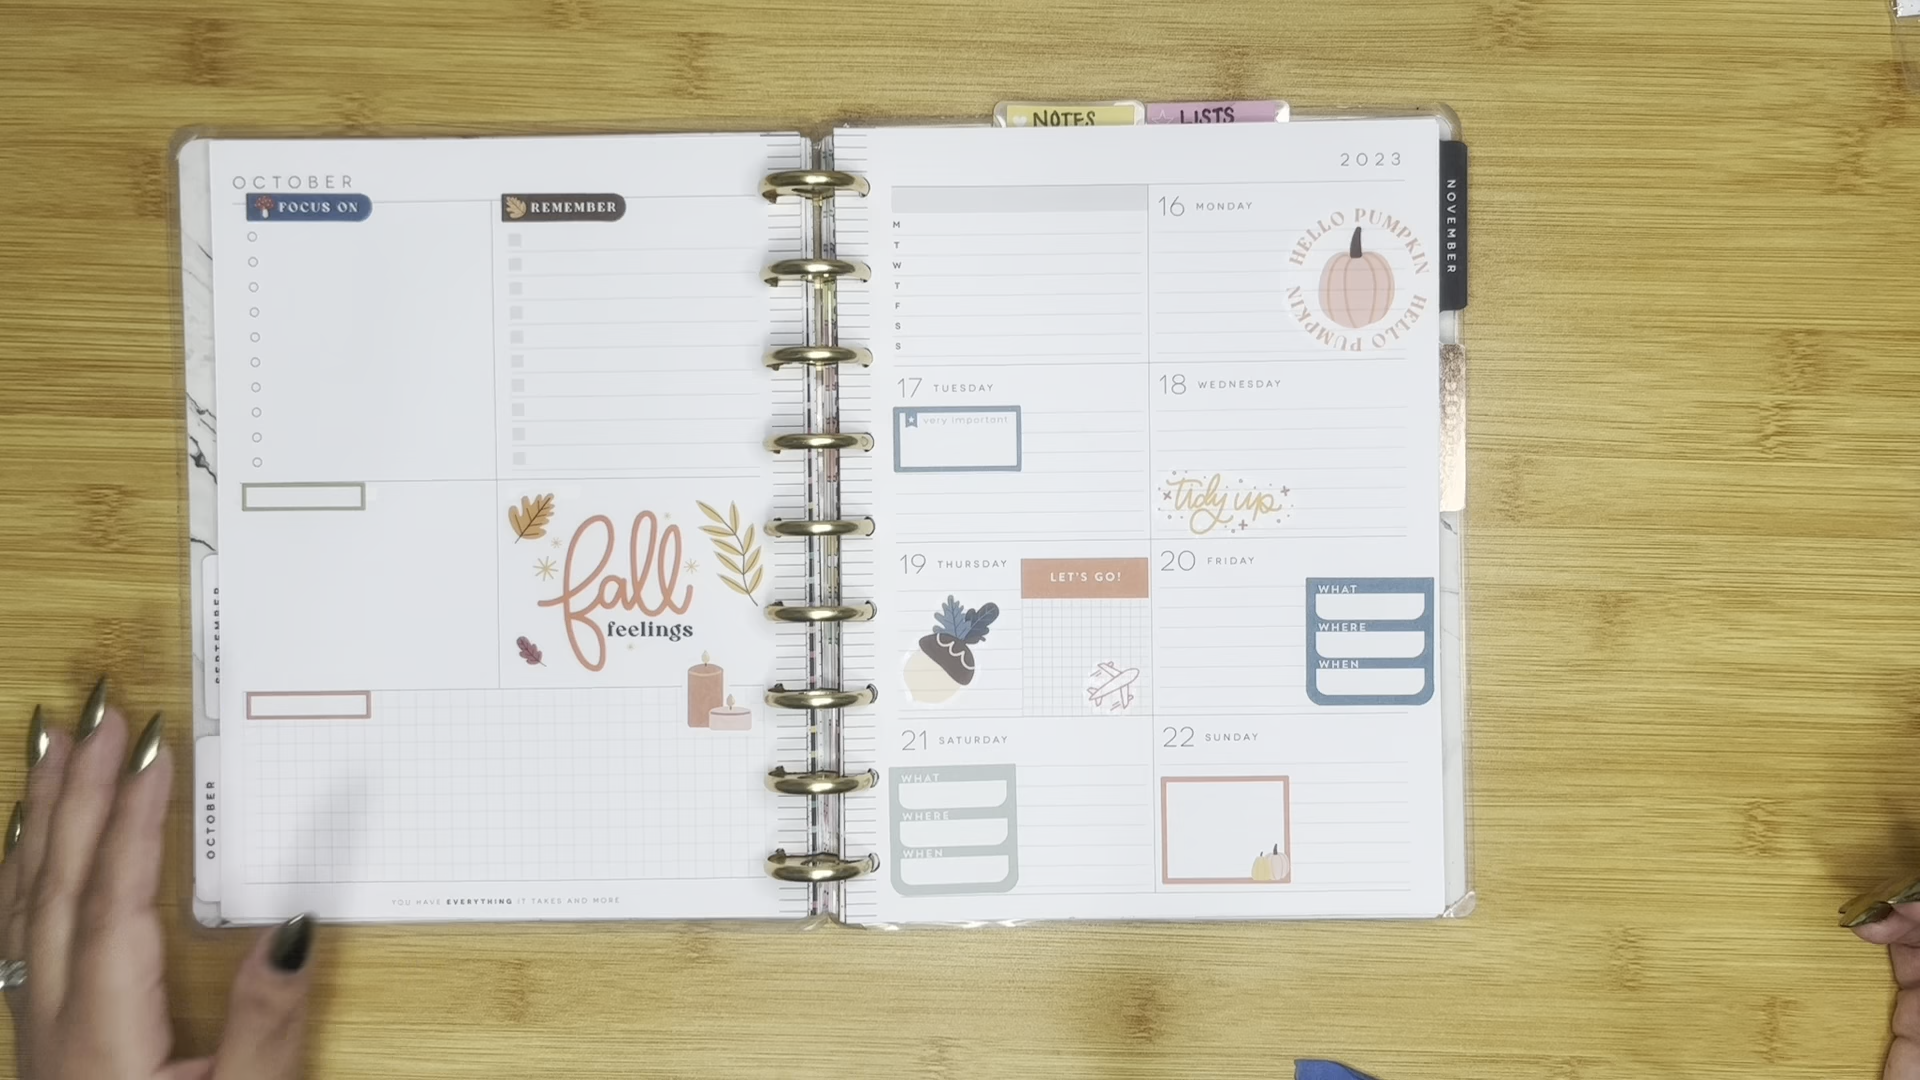 NOTES
LISTS
OCTOBER
FOCUS ON
REMEMBER
fall
feelings
YOU HAVE EVERYTHING IT TAKES AND MORE
SEPTEMBER
OCTOBER
2023
M
T
W
T
F
S
S
16 MONDAY
HELLO PUMPKIN
HELLO PUMPKIN
17 TUESDAY
very important
18 WEDNESDAY
tidy up
19 THURSDAY
LET'S GO!
20 FRIDAY
WHAT
WHERE
WHEN
21 SATURDAY
WHAT
WHERE
WHEN
22 SUNDAY
NOVEMBER